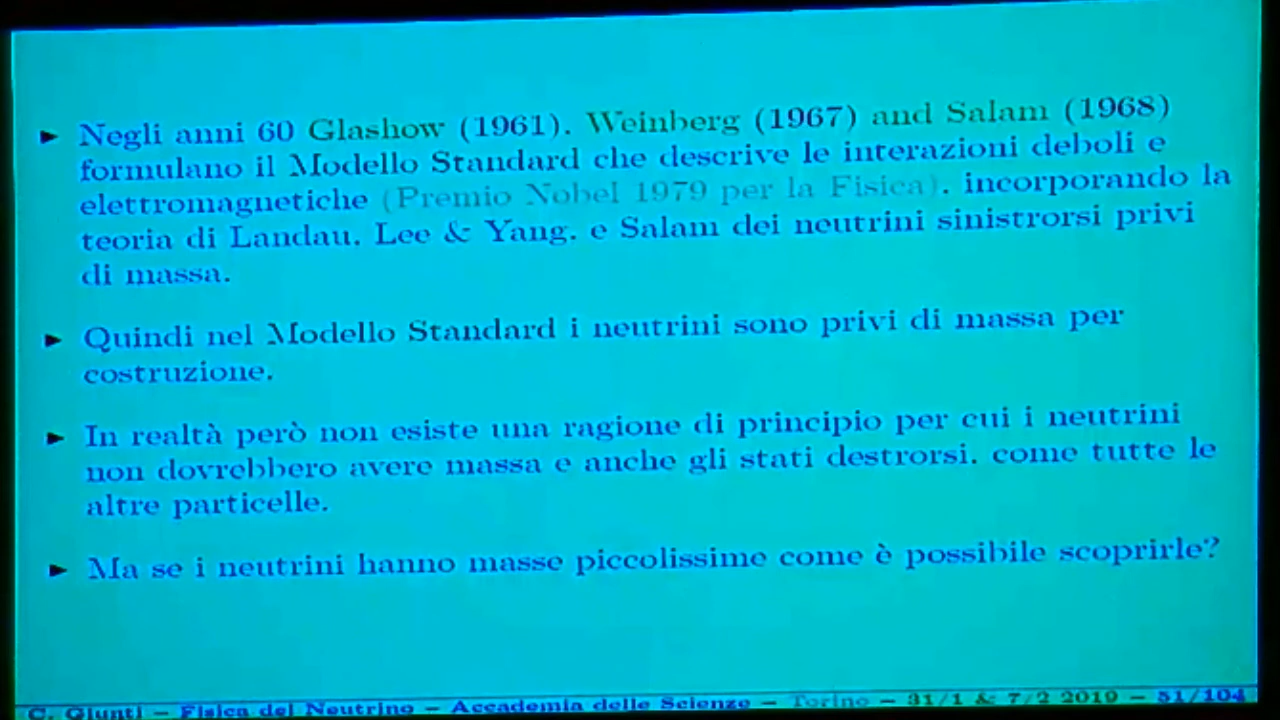 Negli anni 60 Glashow (1961), Weinberg (1967) and Salam (1968)
formulano il Modello Standard che descrive le interazioni deboli e
elettromagnetiche (Premio Nobel 1979 per la Fisica), incorporando la
teoria di Landau, Lee & Yang, e Salam dei neutrini sinistrorsi privi
di massa.
Quindi nel Modello Standard i neutrini sono privi di massa per
costruzione.
In realtà però non esiste una ragione di principio per cui i neutrini
non dovrebbero avere massa e anche gli stati destrorsi, come tutte le
altre particelle.
Ma se i neutrini hanno masse piccolissime come è possibile scoprirle?
C. Giunti – Fisica del Neutrino – Accademia delle Scienze – Torino – 31/1 & 7/2 2019 – 51/104